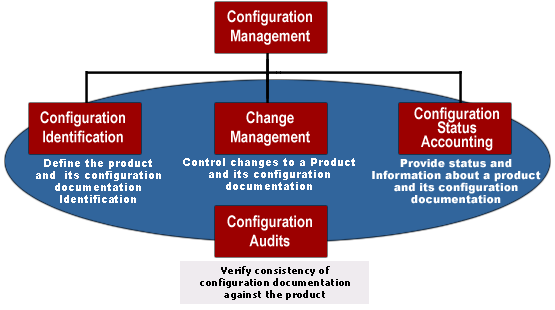 Configuration
Management
Configuration
Identification
Change
Management
Configuration
Status
Accounting
Define the product
and its configuration
documentation
Identification
Control changes to a Product
and its configuration
documentation
Provide status and
Information about a product
and its configuration
documentation
Configuration
Audits
Verify consistency of
configuration documentation
against the product